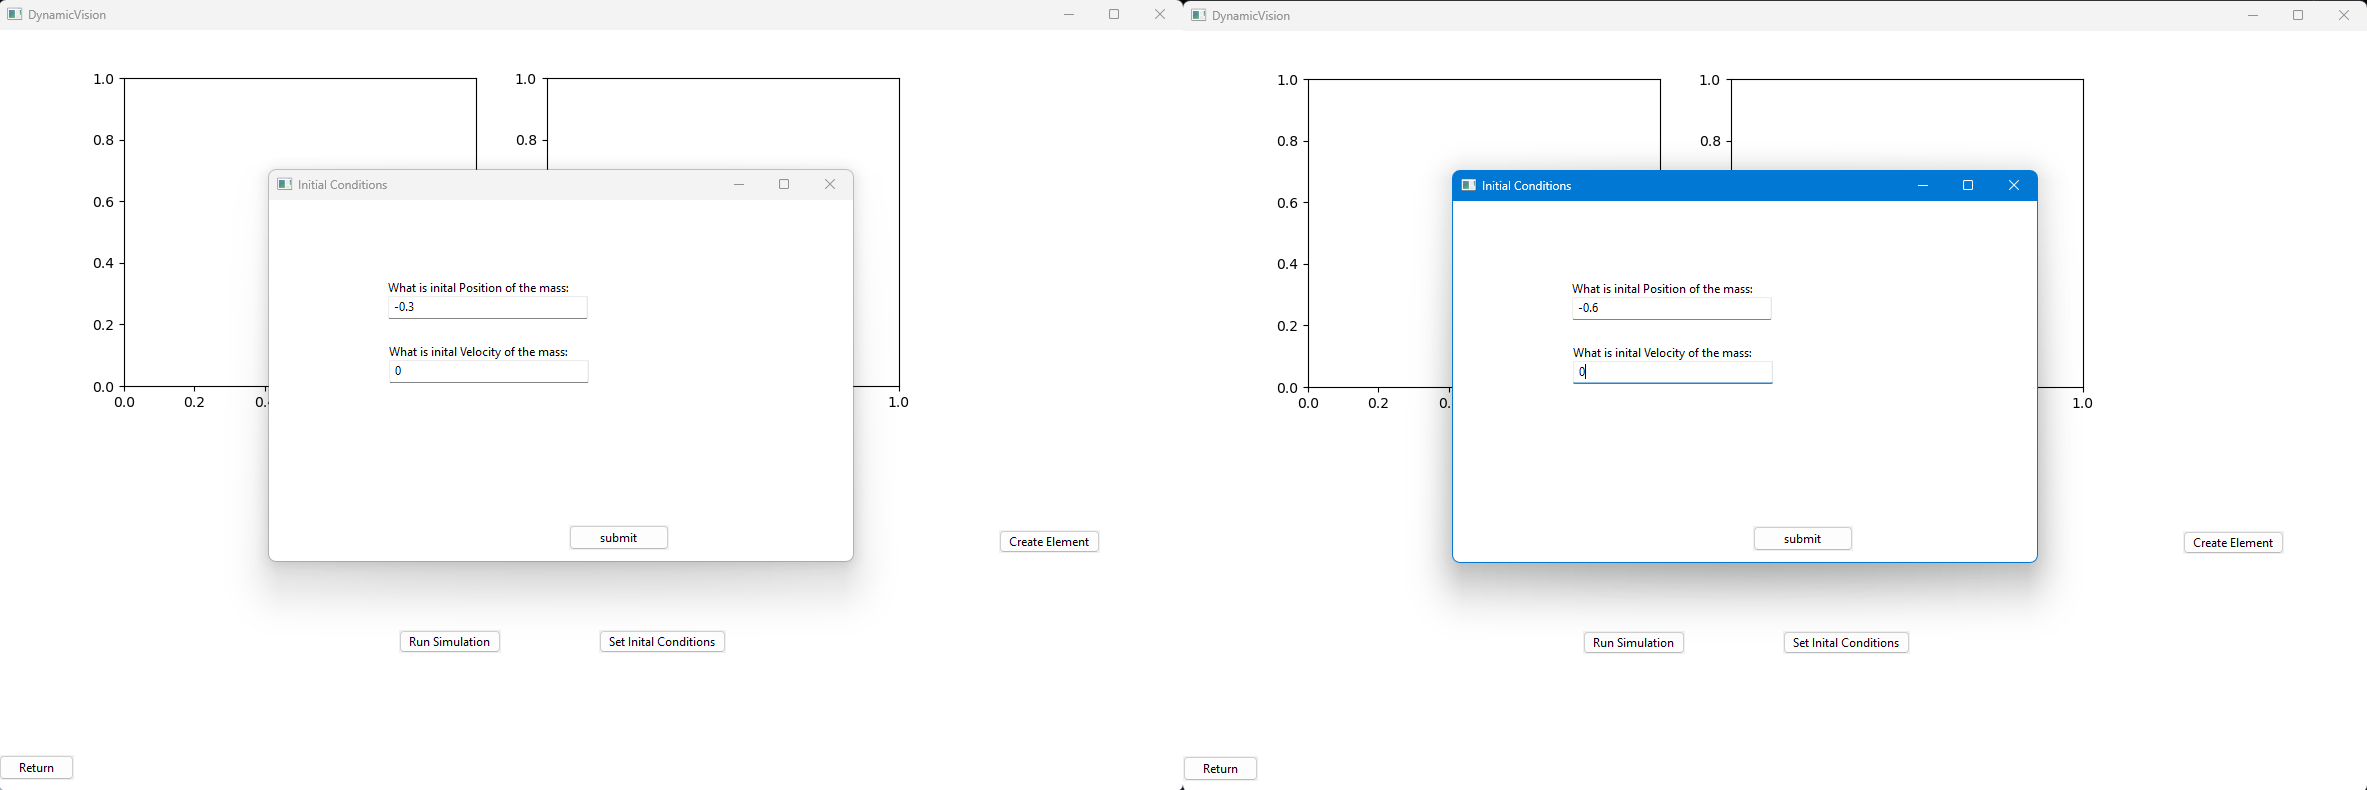 DynamicVision
1.0
1.0
0.8
0.8
Initial Conditions
0.6
What is inital Position of the mass:
-0.3
0.4
What is inital Velocity of the mass:
0
0.2
0.0
0.0
0.2
1.0
submit
Create Element
Run Simulation
Set Inital Conditions
Return
DynamicVision
1.0
1.0
0.8
0.8
Initial Conditions
0.6
What is inital Position of the mass:
-0.6
0.4
What is inital Velocity of the mass:
0
0.2
0.0
0.0
0.2
0.
1.0
submit
Create Element
Run Simulation
Set Inital Conditions
Return